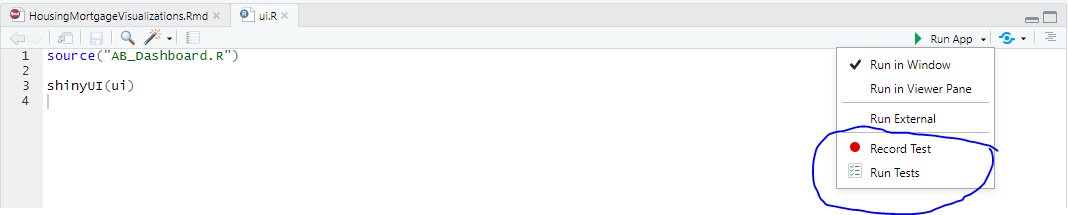 HousingMortgageVisualizations.Rmd ui.R
Run App
1 source("AB_Dashboard.R")
2
3 shinyUI(ui)
4
Run in Window
Run in Viewer Pane
Run External
Record Test
Run Tests